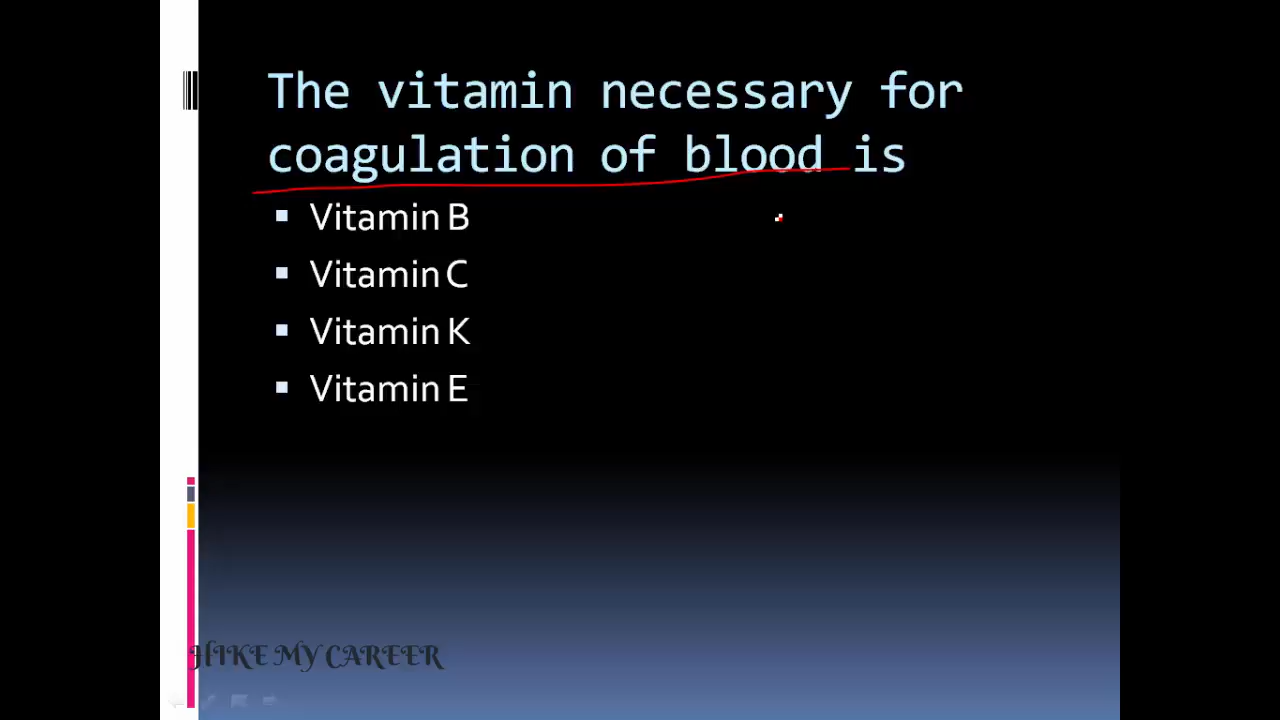 The vitamin necessary for
coagulation of blood is
Vitamin B
Vitamin C
Vitamin K
Vitamin E
HIKE MY CAREER